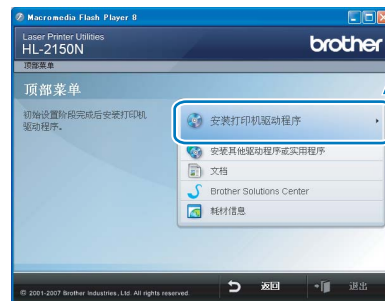 Macromedia Flash Player 8
Laser Printer Utilities
HL-2150N
brother
顶部菜单
顶部菜单
初始设置阶段完成后安装打印机
驱动程序。
安装打印机驱动程序
安装其他驱动程序或实用程序
文档
Brother Solutions Center
耗材信息
© 2001-2007 Brother Industries, Ltd. All rights reserved.
返回
退出